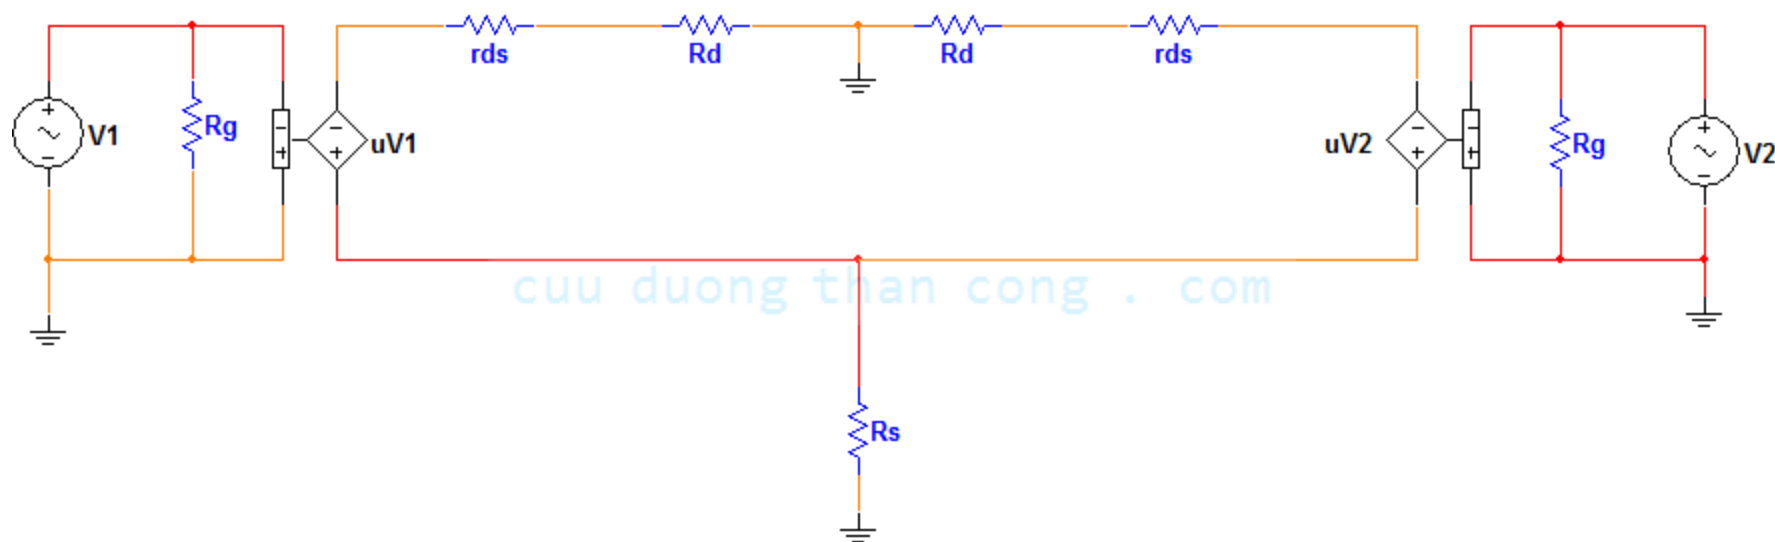 rds
Rd
Rd
rds
V1
Rg
uV1
uV2
Rg
V2
cuu duong than cong . com
Rs